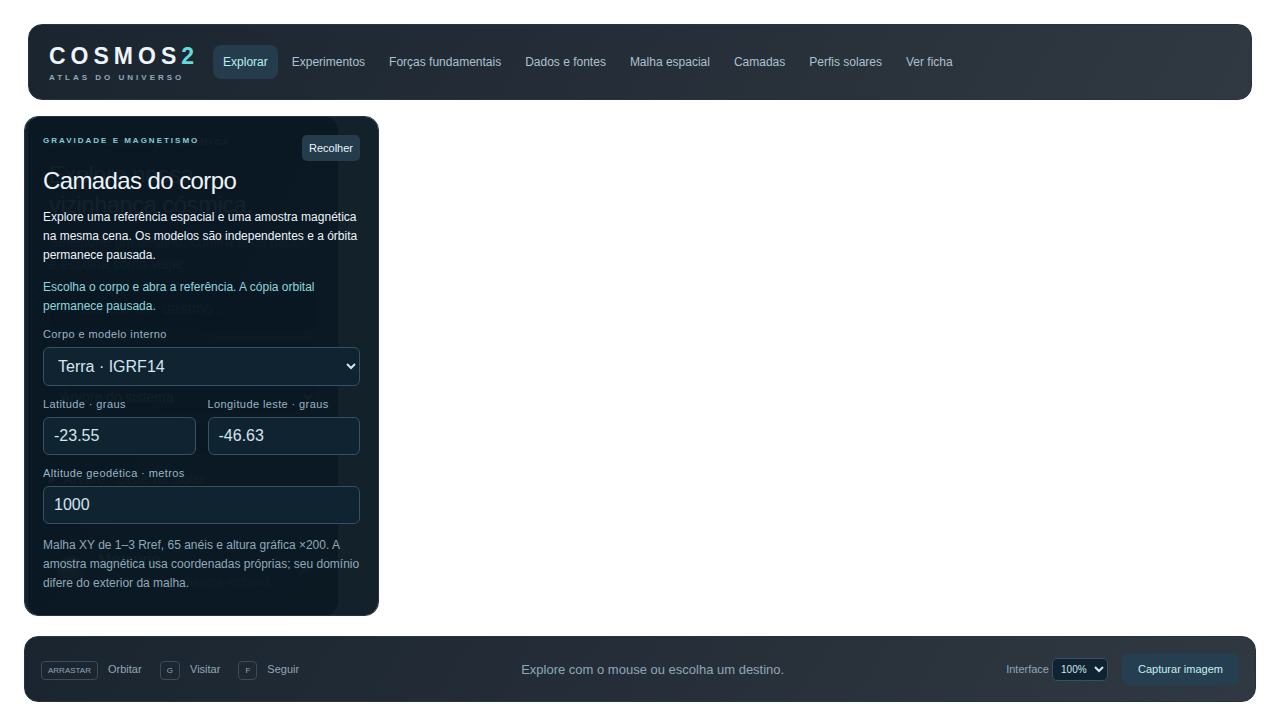 COSMOS2
ATLAS DO UNIVERSO
Explorar
Experimentos
Forças fundamentais
Dados e fontes
Malha espacial
Camadas
Perfis solares
Ver ficha
GRAVIDADE E MAGNETISMO
Recolher
Camadas do corpo
vizinhança cósmica
Explore uma referência espacial e uma amostra magnética
na mesma cena. Os modelos são independentes e a órbita
permanece pausada.
Escolha o corpo e abra a referência. A cópia orbital
permanece pausada.
Corpo e modelo interno
Terra · IGRF14
Latitude · graus
Longitude leste · graus
-23.55
-46.63
Altitude geodética · metros
1000
Malha XY de 1–3 Rref, 65 anéis e altura gráfica ×200. A
amostra magnética usa coordenadas próprias; seu domínio
difere do exterior da malha.
ARRASTAR Orbitar
G Visitar
F Seguir
Explore com o mouse ou escolha um destino.
Interface 100%
Capturar imagem